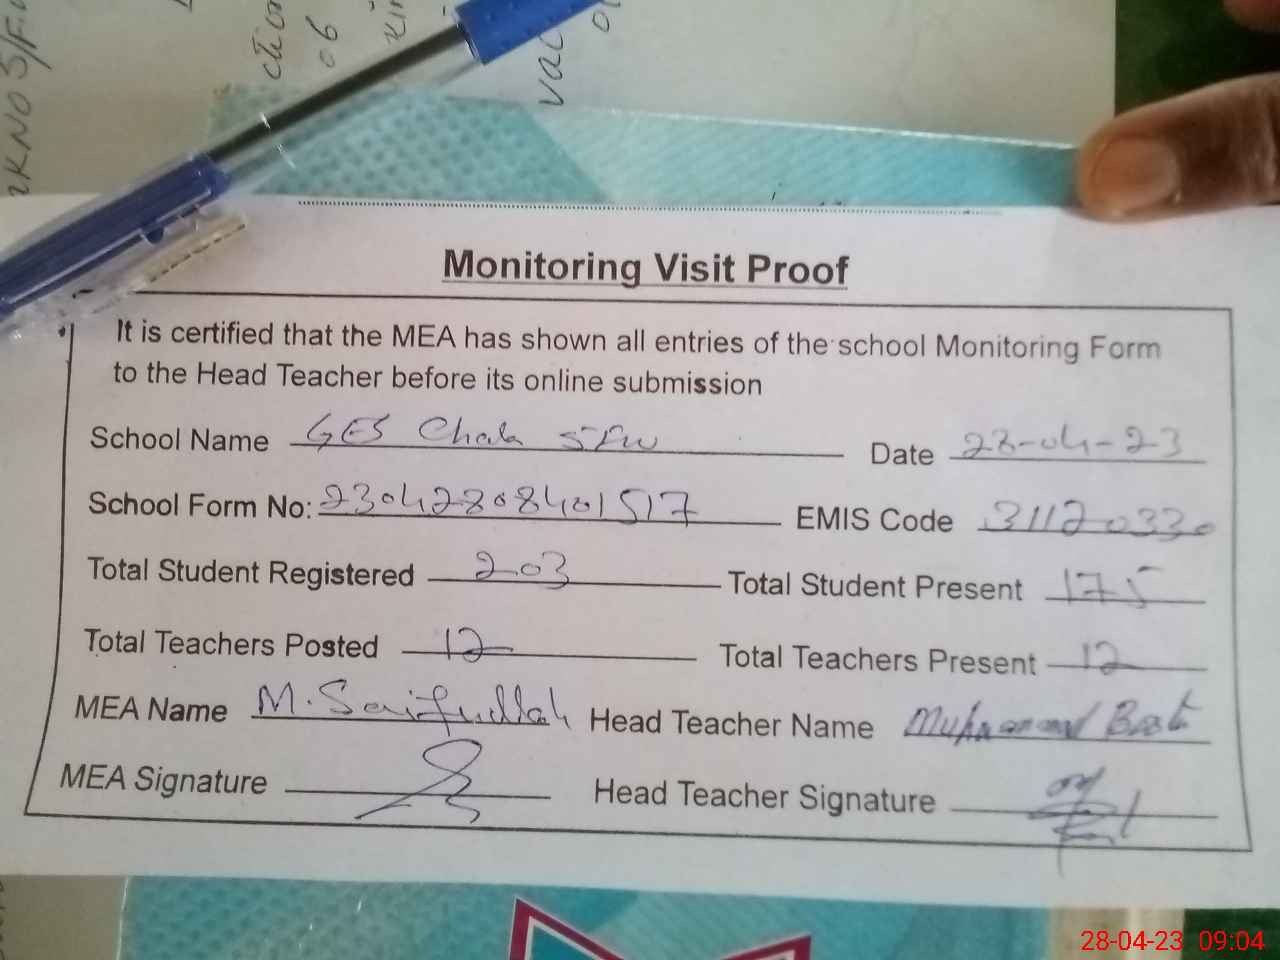 Monitoring Visit Proof
It is certified that the MEA has shown all entries of the school Monitoring Form
to the Head Teacher before its online submission
School Name GES Chak 5FW Date 28-04-23
School Form No: 23042808401517 EMIS Code 31120330
Total Student Registered 203 Total Student Present 175
Total Teachers Posted 12 Total Teachers Present 12
MEA Name M. Saifullah Head Teacher Name Muhammad
MEA Signature Head Teacher Signature
28-04-23 09:04